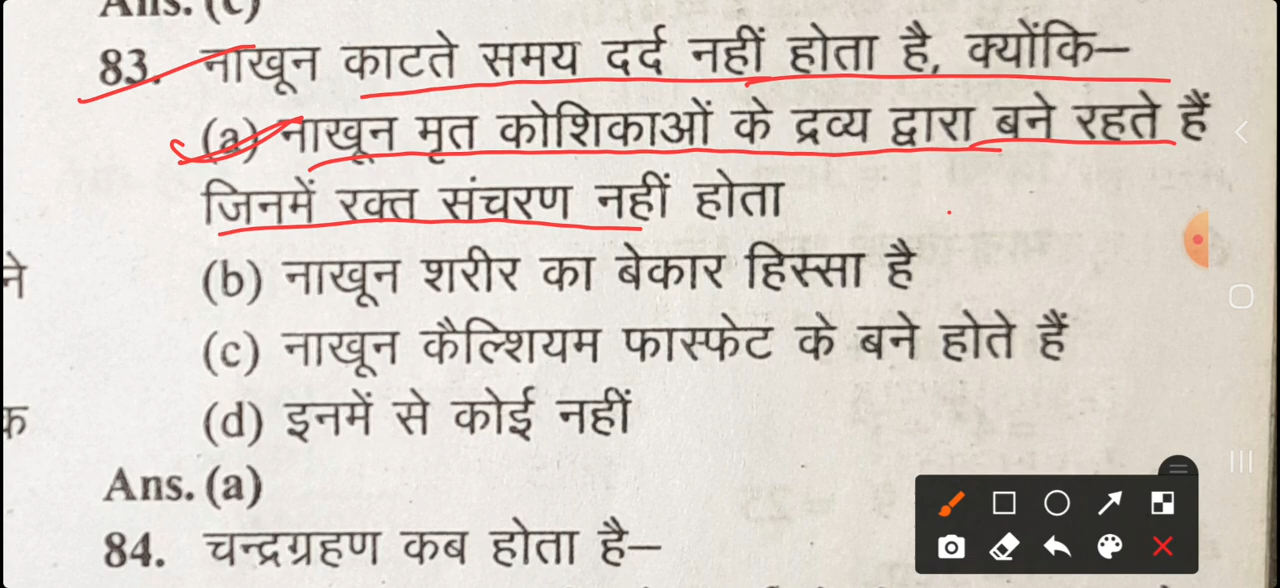 Ans. (c)
83. नाखून काटते समय दर्द नहीं होता है, क्योंकि–
(a) नाखून मृत कोशिकाओं के द्रव्य द्वारा बने रहते हैं
जिनमें रक्त संचरण नहीं होता
ने
(b) नाखून शरीर का बेकार हिस्सा है
(c) नाखून कैल्शियम फास्फेट के बने होते हैं
क
(d) इनमें से कोई नहीं
Ans. (a)
84. चन्द्रग्रहण कब होता है–